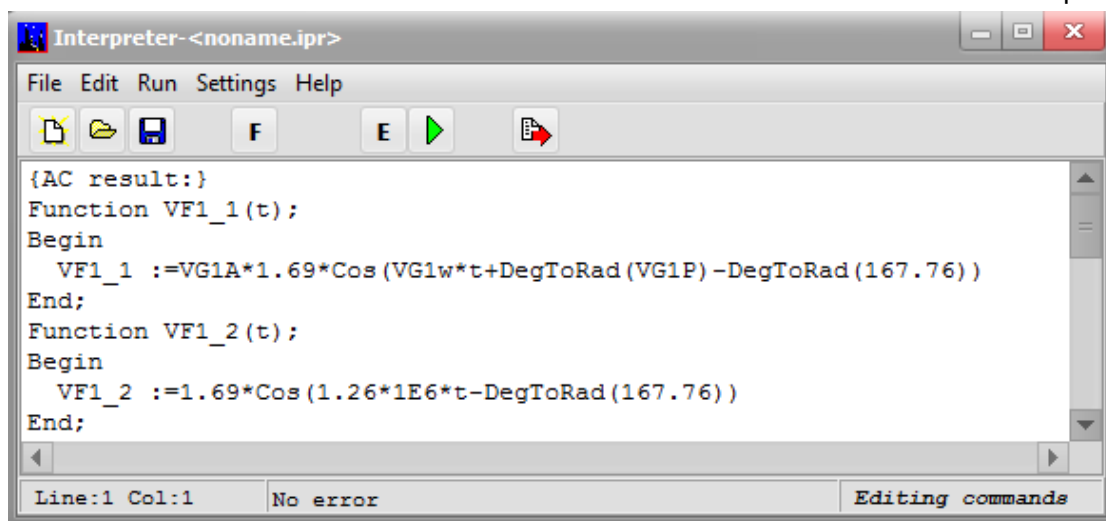 Interpreter-<noname.ipr>
File Edit Run Settings Help
F E
{AC result:}
Function VF1_1(t);
Begin
  VF1_1 :=VG1A*1.69*Cos(VG1w*t+DegToRad(VG1P)-DegToRad(167.76))
End;
Function VF1_2(t);
Begin
  VF1_2 :=1.69*Cos(1.26*1E6*t-DegToRad(167.76))
End;
Line:1 Col:1 No error Editing commands